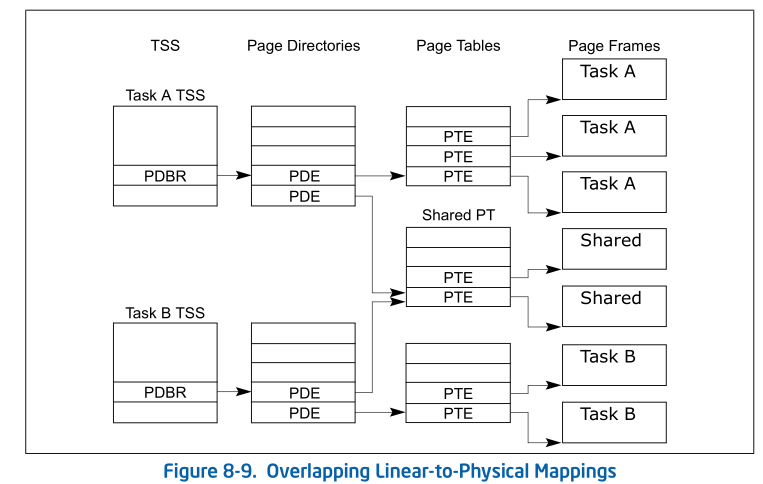 TSS Page Directories Page Tables Page Frames
Task A TSS
Task A
PTE
Task A
PTE
PDBR PDE PTE
Task A
PDE
Shared PT
Shared
PTE
PTE
Shared
Task B TSS
Task B
PDBR PDE PTE
PDE PTE
Task B
Figure 8-9. Overlapping Linear-to-Physical Mappings